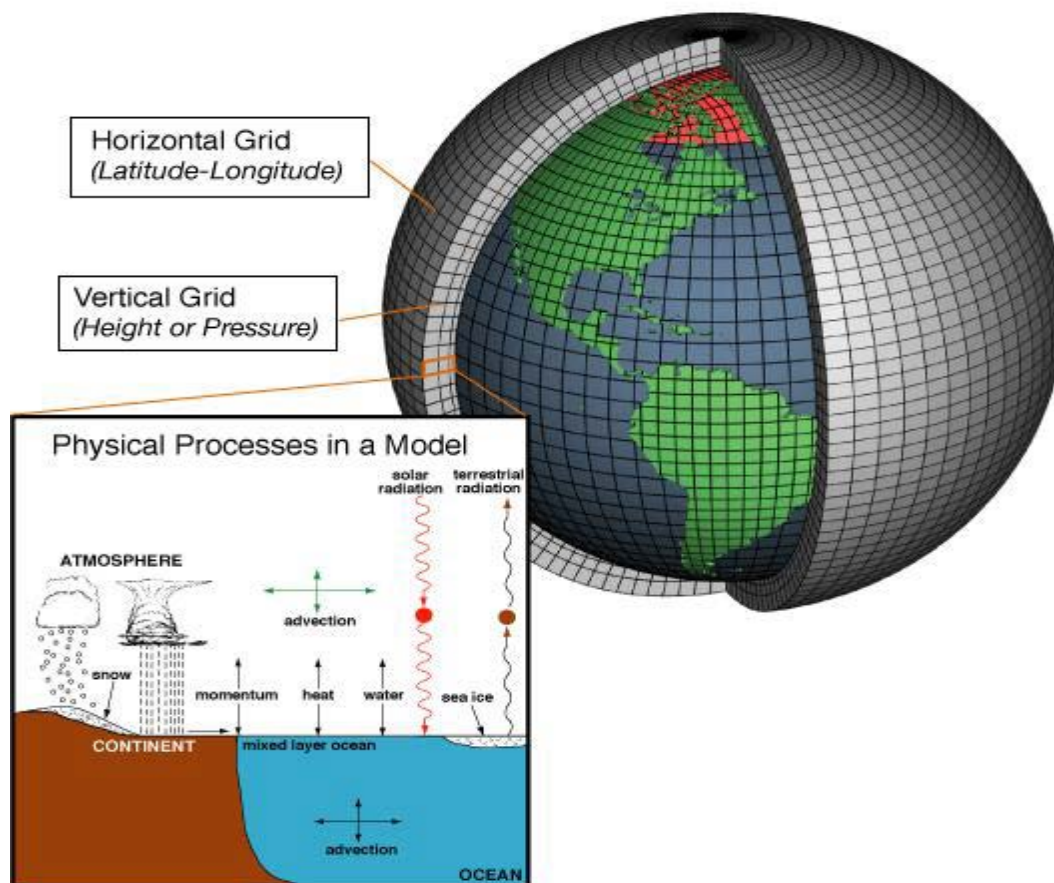 Horizontal Grid
(Latitude-Longitude)
Vertical Grid
(Height or Pressure)
Physical Processes in a Model
solar
radiation
terrestrial
radiation
ATMOSPHERE
advection
snow
momentum
heat
water
sea ice
CONTINENT
mixed layer ocean
advection
OCEAN